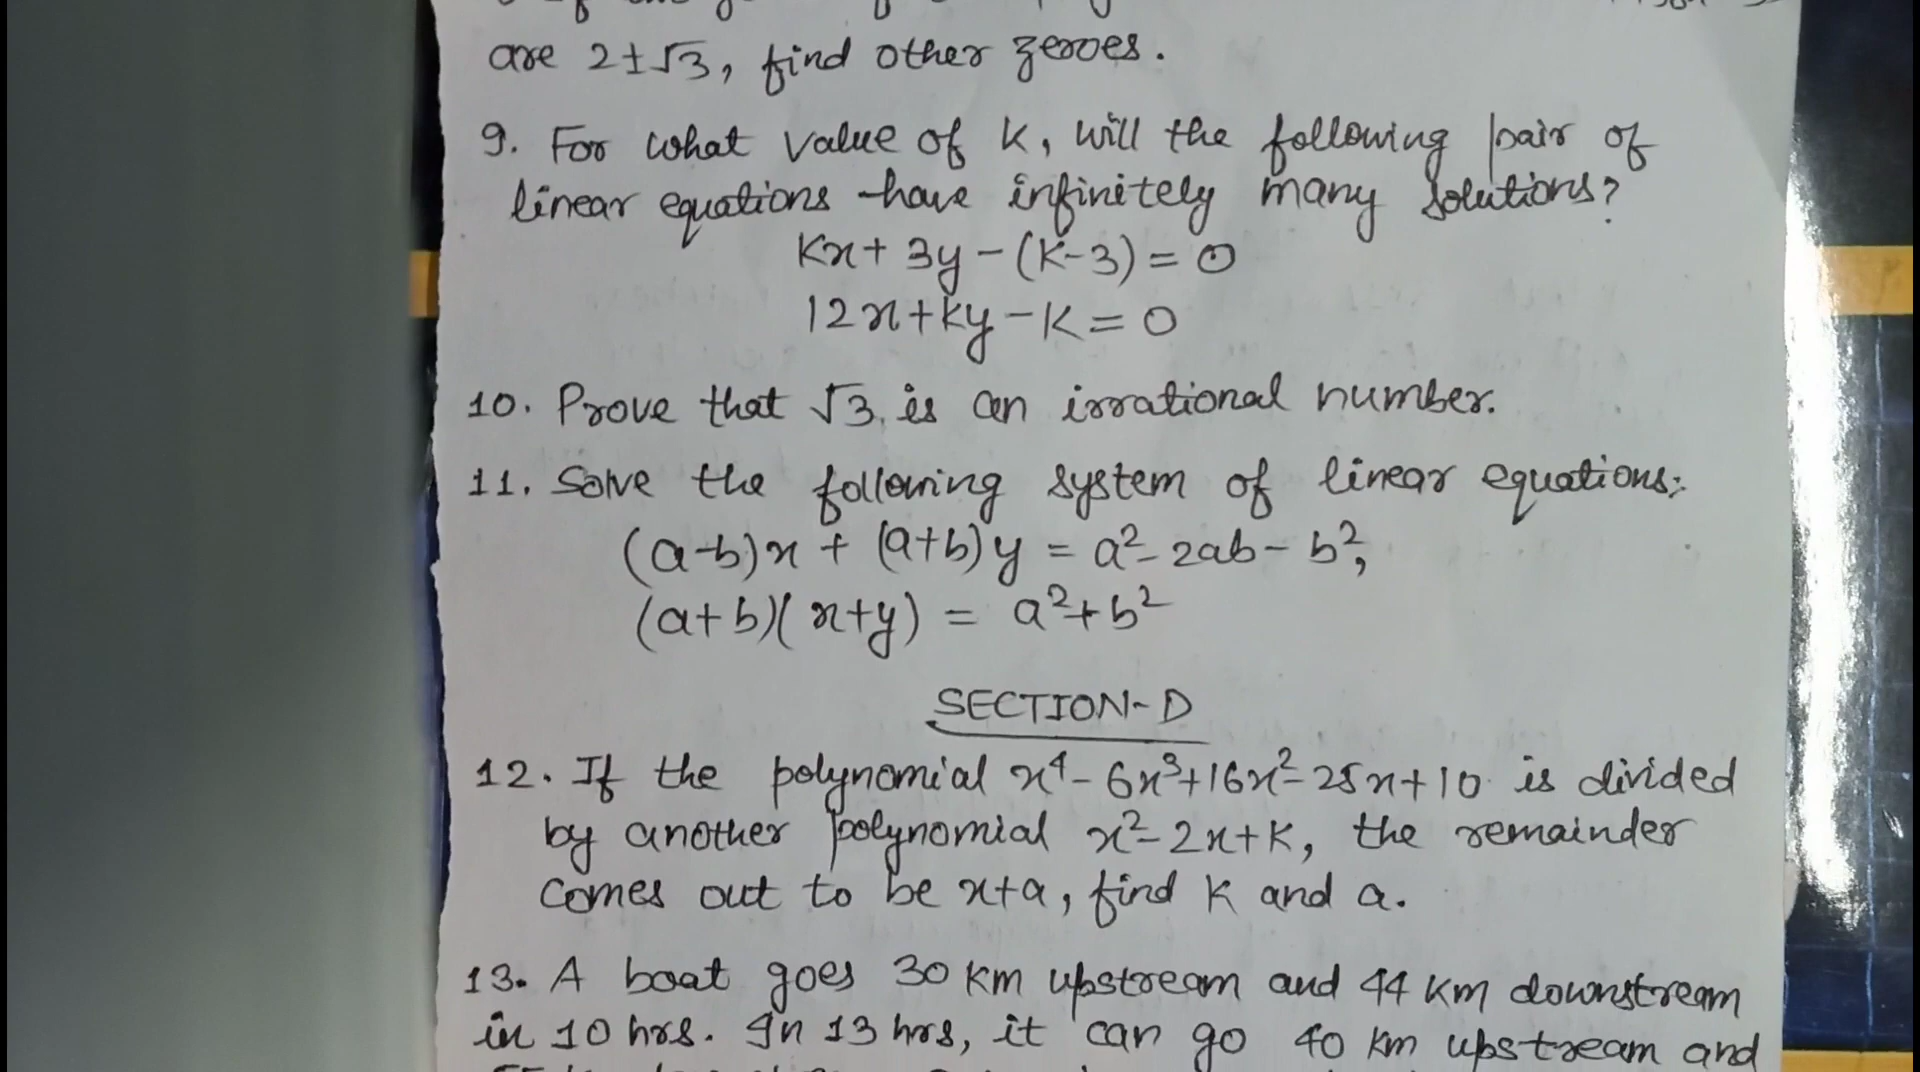 are 2±√3, find other zeroes.
9. For what value of K, will the following pair of
linear equations have infinitely many solutions?
Kx + 3y - (K-3) = 0
12x + ky - K = 0
10. Prove that √3 is an irrational number.
11. Solve the following system of linear equations:
(a-b)x + (a+b)y = a² - 2ab - b²,
(a+b)(x+y) = a² + b²
SECTION-D
12. If the polynomial x⁴ - 6x³ + 16x² - 25x + 10 is divided
by another polynomial x² - 2x + K, the remainder
comes out to be x+a, find K and a.
13. A boat goes 30 km upstream and 44 km downstream
in 10 hrs. In 13 hrs, it can go 40 km upstream and